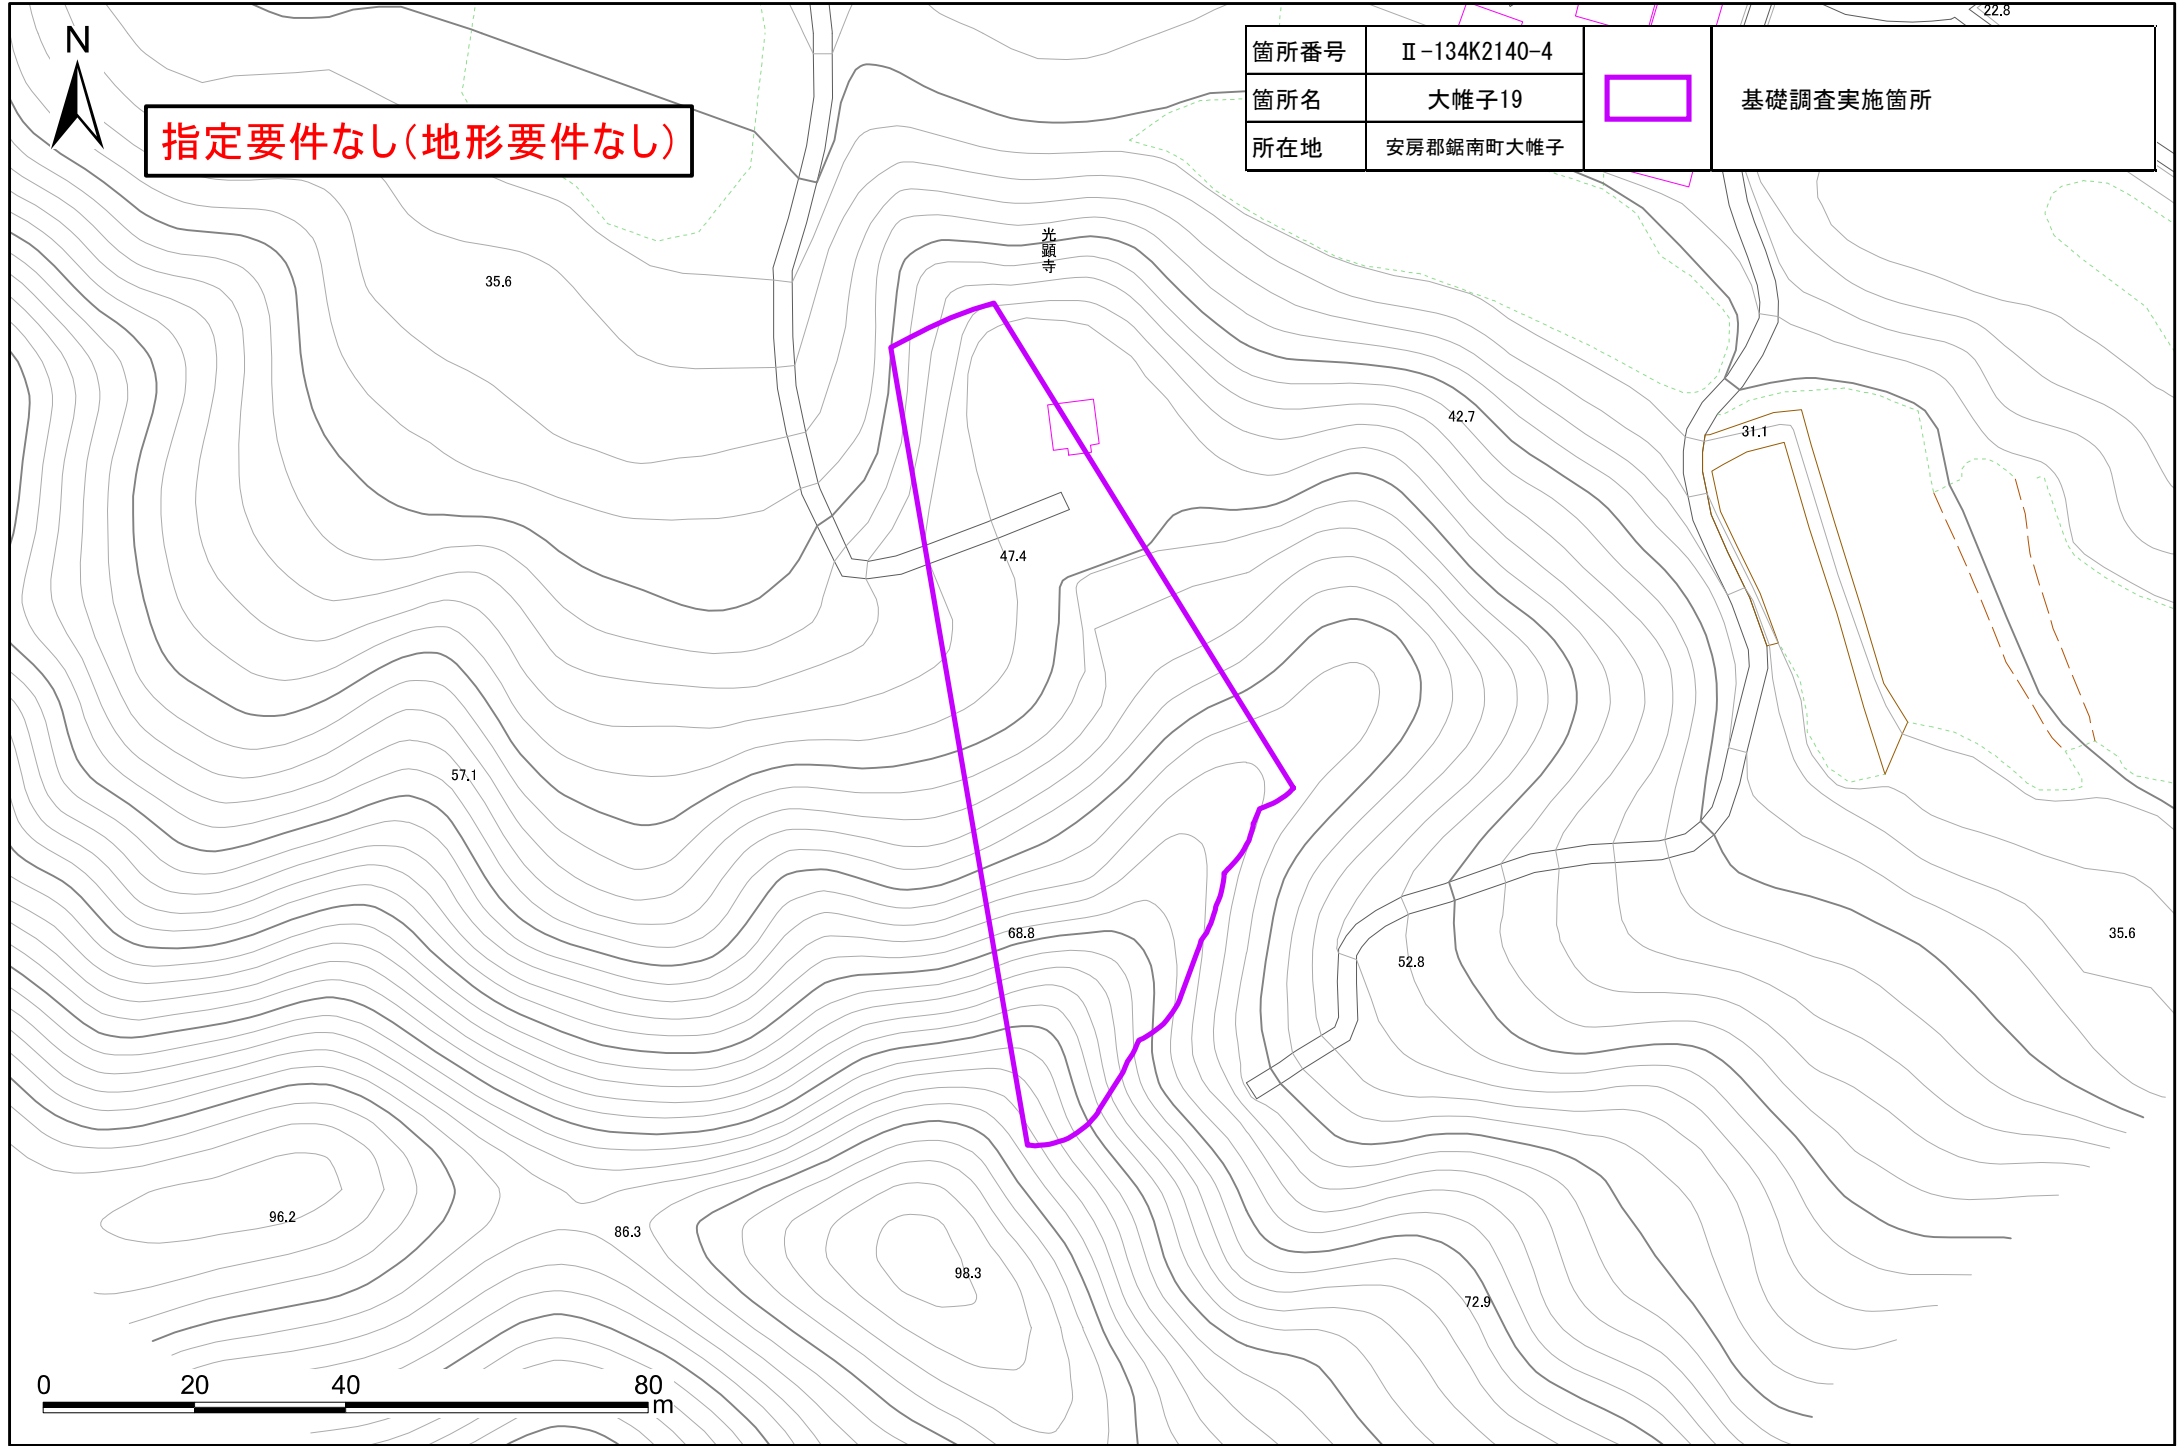 N
指定要件なし(地形要件なし)
箇所番号 Ⅱ-134K2140-4
箇所名 大帷子19
所在地 安房郡鋸南町大帷子
基礎調査実施箇所
22.8
光顕寺
35.6
42.7
31.1
47.4
57.1
68.8
52.8
35.6
96.2
86.3
98.3
72.9
0 20 40 80
m